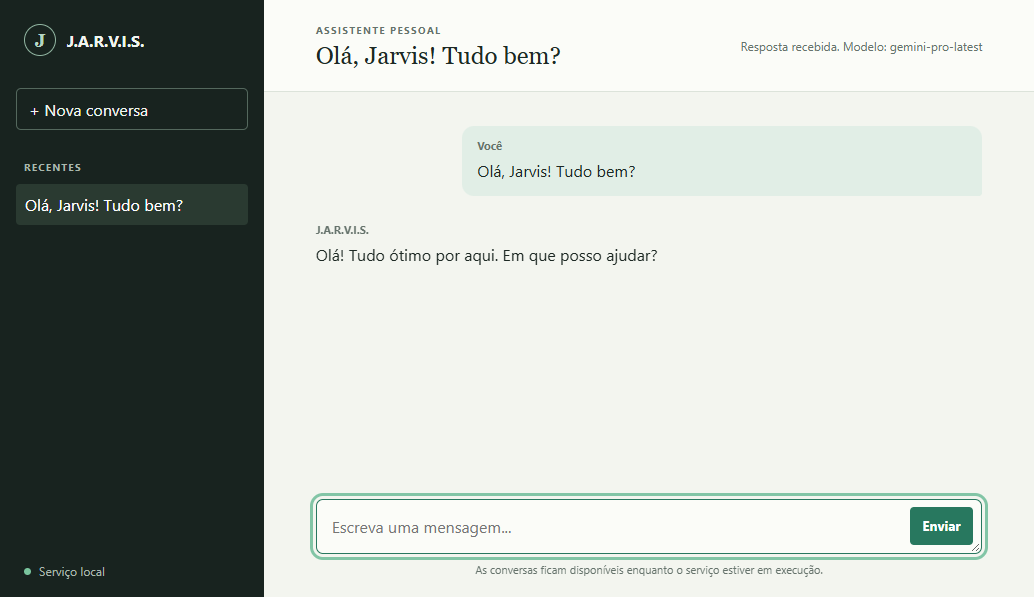 J
J.A.R.V.I.S.
+ Nova conversa
RECENTES
Olá, Jarvis! Tudo bem?
Serviço local
ASSISTENTE PESSOAL
Olá, Jarvis! Tudo bem?
Resposta recebida. Modelo: gemini-pro-latest
Você
Olá, Jarvis! Tudo bem?
J.A.R.V.I.S.
Olá! Tudo ótimo por aqui. Em que posso ajudar?
Escreva uma mensagem...
Enviar
As conversas ficam disponíveis enquanto o serviço estiver em execução.